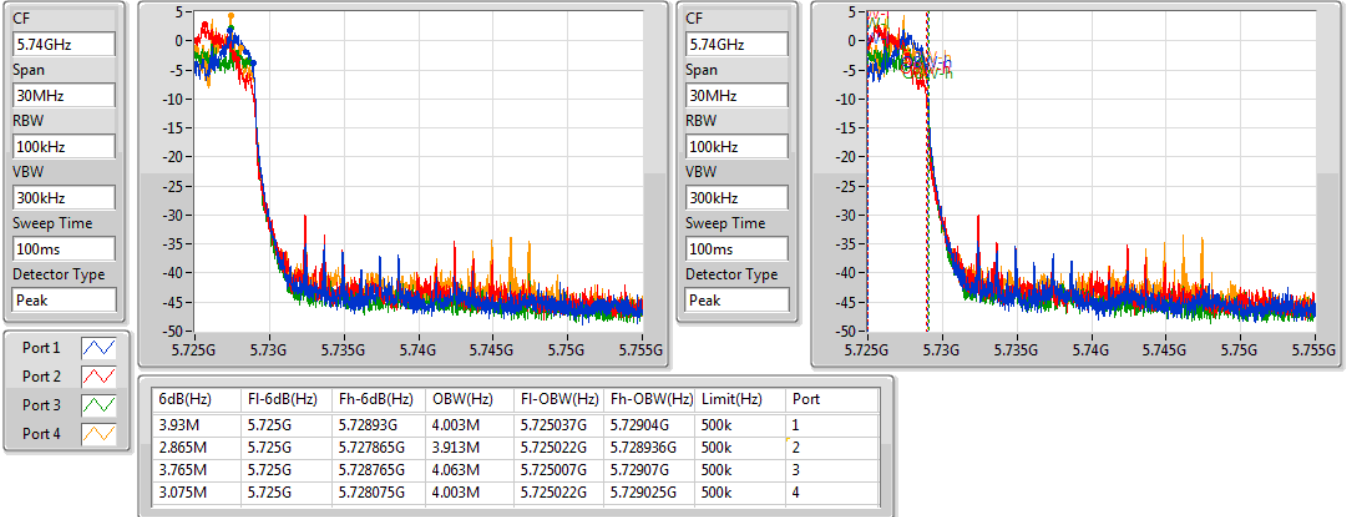 CF
5.74GHz
Span
30MHz
RBW
100kHz
VBW
300kHz
Sweep Time
100ms
Detector Type
Peak
5
0
-5
-10
-15
-20
-25
-30
-35
-40
-45
-50
5.725G 5.73G 5.735G 5.74G 5.745G 5.75G 5.755G
CF
5.74GHz
Span
30MHz
RBW
100kHz
VBW
300kHz
Sweep Time
100ms
Detector Type
Peak
5
0
-5
-10
-15
-20
-25
-30
-35
-40
-45
-50
5.725G 5.73G 5.735G 5.74G 5.745G 5.75G 5.755G
Port 1
Port 2
Port 3
Port 4
6dB(Hz) Fl-6dB(Hz) Fh-6dB(Hz) OBW(Hz) Fl-OBW(Hz) Fh-OBW(Hz) Limit(Hz) Port
3.93M 5.725G 5.72893G 4.003M 5.725037G 5.72904G 500k 1
2.865M 5.725G 5.727865G 3.913M 5.725022G 5.728936G 500k 2
3.765M 5.725G 5.728765G 4.063M 5.725007G 5.72907G 500k 3
3.075M 5.725G 5.728075G 4.003M 5.725022G 5.729025G 500k 4